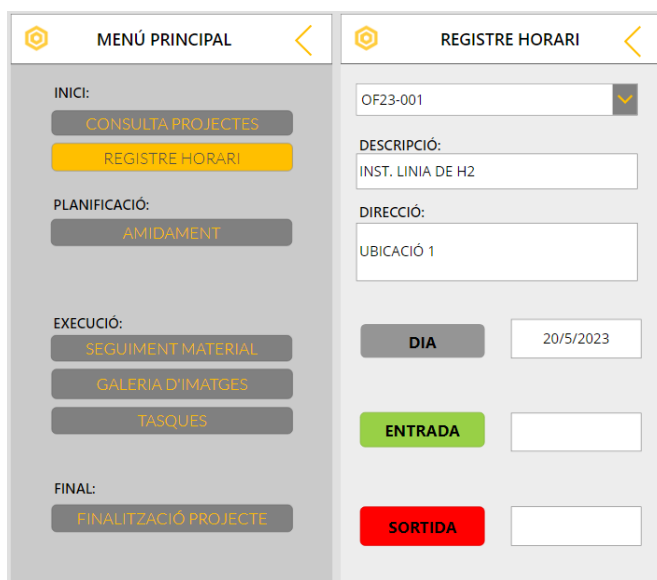 MENÚ PRINCIPAL
INICI:
CONSULTA PROJECTES
REGISTRE HORARI
PLANIFICACIÓ:
AMIDAMENT
EXECUCIÓ:
SEGUIMENT MATERIAL
GALERIA D'IMATGES
TASQUES
FINAL:
FINALITZACIÓ PROJECTE
REGISTRE HORARI
OF23-001
DESCRIPCIÓ:
INST. LINIA DE H2
DIRECCIÓ:
UBICACIÓ 1
DIA
20/5/2023
ENTRADA
SORTIDA